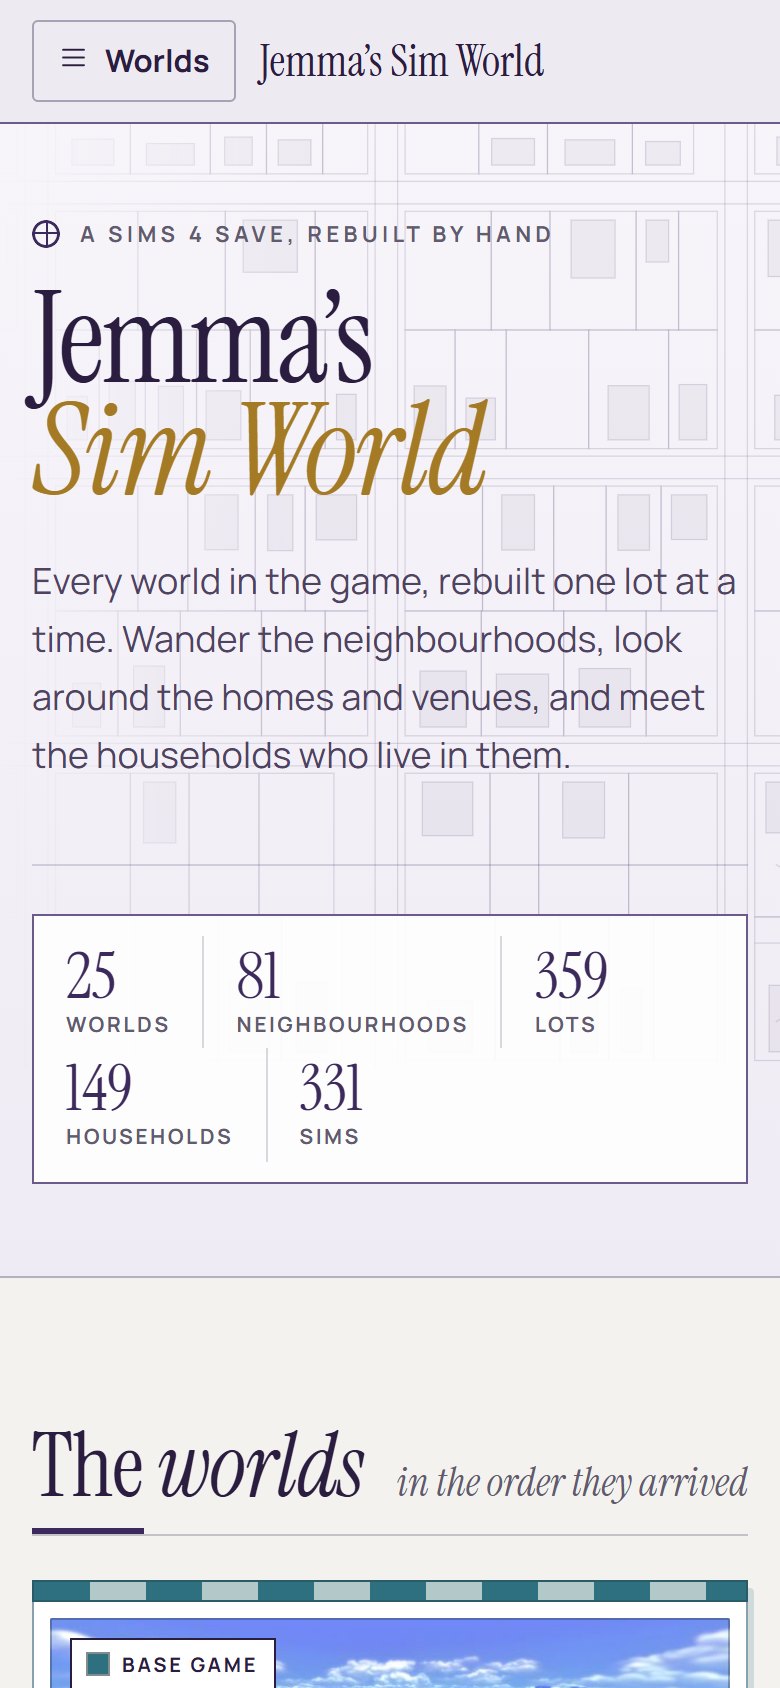 Worlds
Jemma’s Sim World
A SIMS 4 SAVE, REBUILT BY HAND
Jemma’s
Sim World
Every world in the game, rebuilt one lot at a
time. Wander the neighbourhoods, look
around the homes and venues, and meet
the households who live in them.
25
WORLDS
81
NEIGHBOURHOODS
359
LOTS
149
HOUSEHOLDS
331
SIMS
The worlds
in the order they arrived
BASE GAME